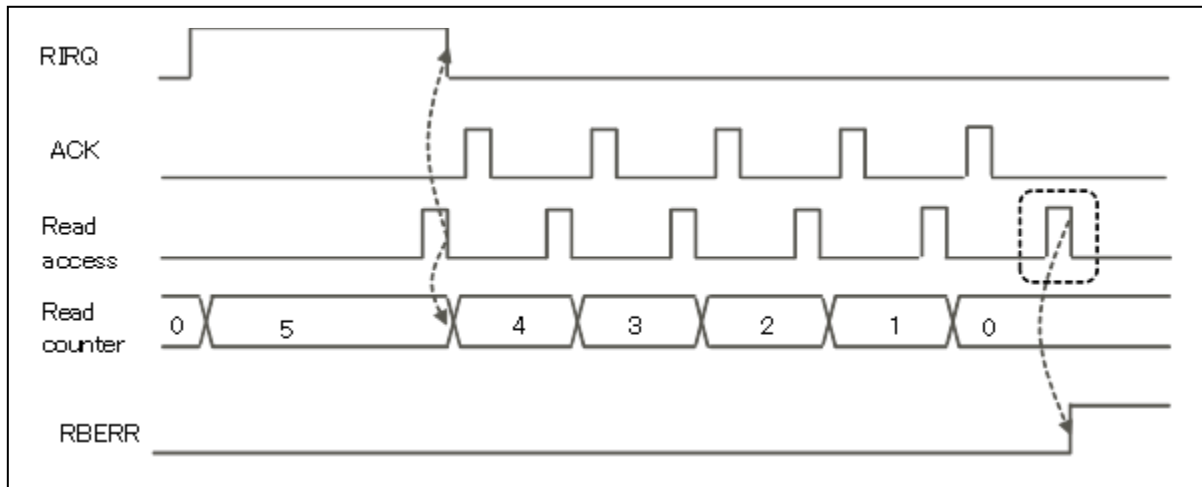 RIRQ
ACK
Read
access
Read
counter
0 5 4 3 2 1 0
RBERR